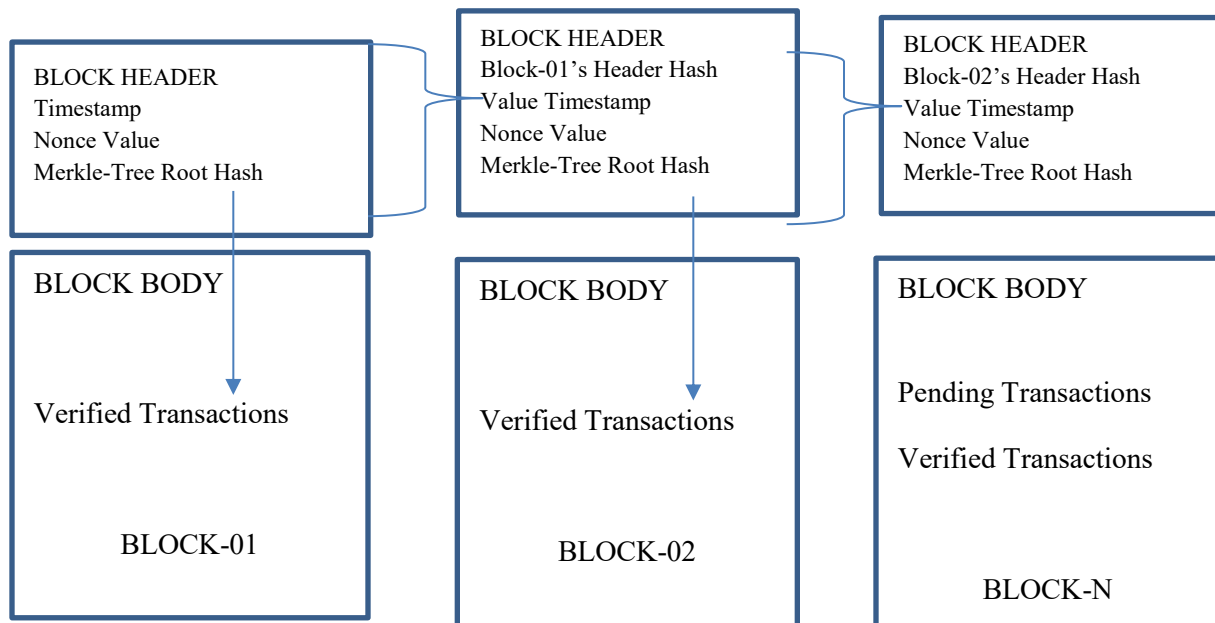 BLOCK HEADER
Timestamp
Nonce Value
Merkle-Tree Root Hash
BLOCK BODY
Verified Transactions
BLOCK-01
BLOCK HEADER
Block-01’s Header Hash
Value Timestamp
Nonce Value
Merkle-Tree Root Hash
BLOCK BODY
Verified Transactions
BLOCK-02
BLOCK HEADER
Block-02’s Header Hash
Value Timestamp
Nonce Value
Merkle-Tree Root Hash
BLOCK BODY
Pending Transactions
Verified Transactions
BLOCK-N